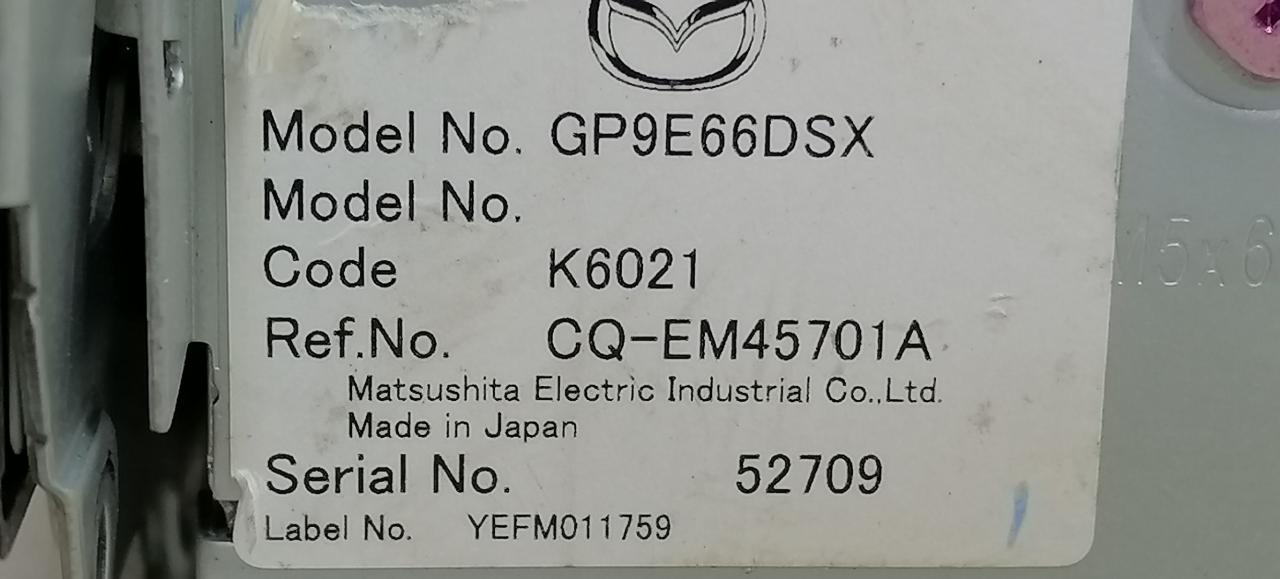 Model No. GP9E66DSX
Model No.
Code K6021
Ref.No. CQ-EM45701A
Matsushita Electric Industrial Co.,Ltd.
Made in Japan
Serial No. 52709
Label No. YEFM011759
M5x6